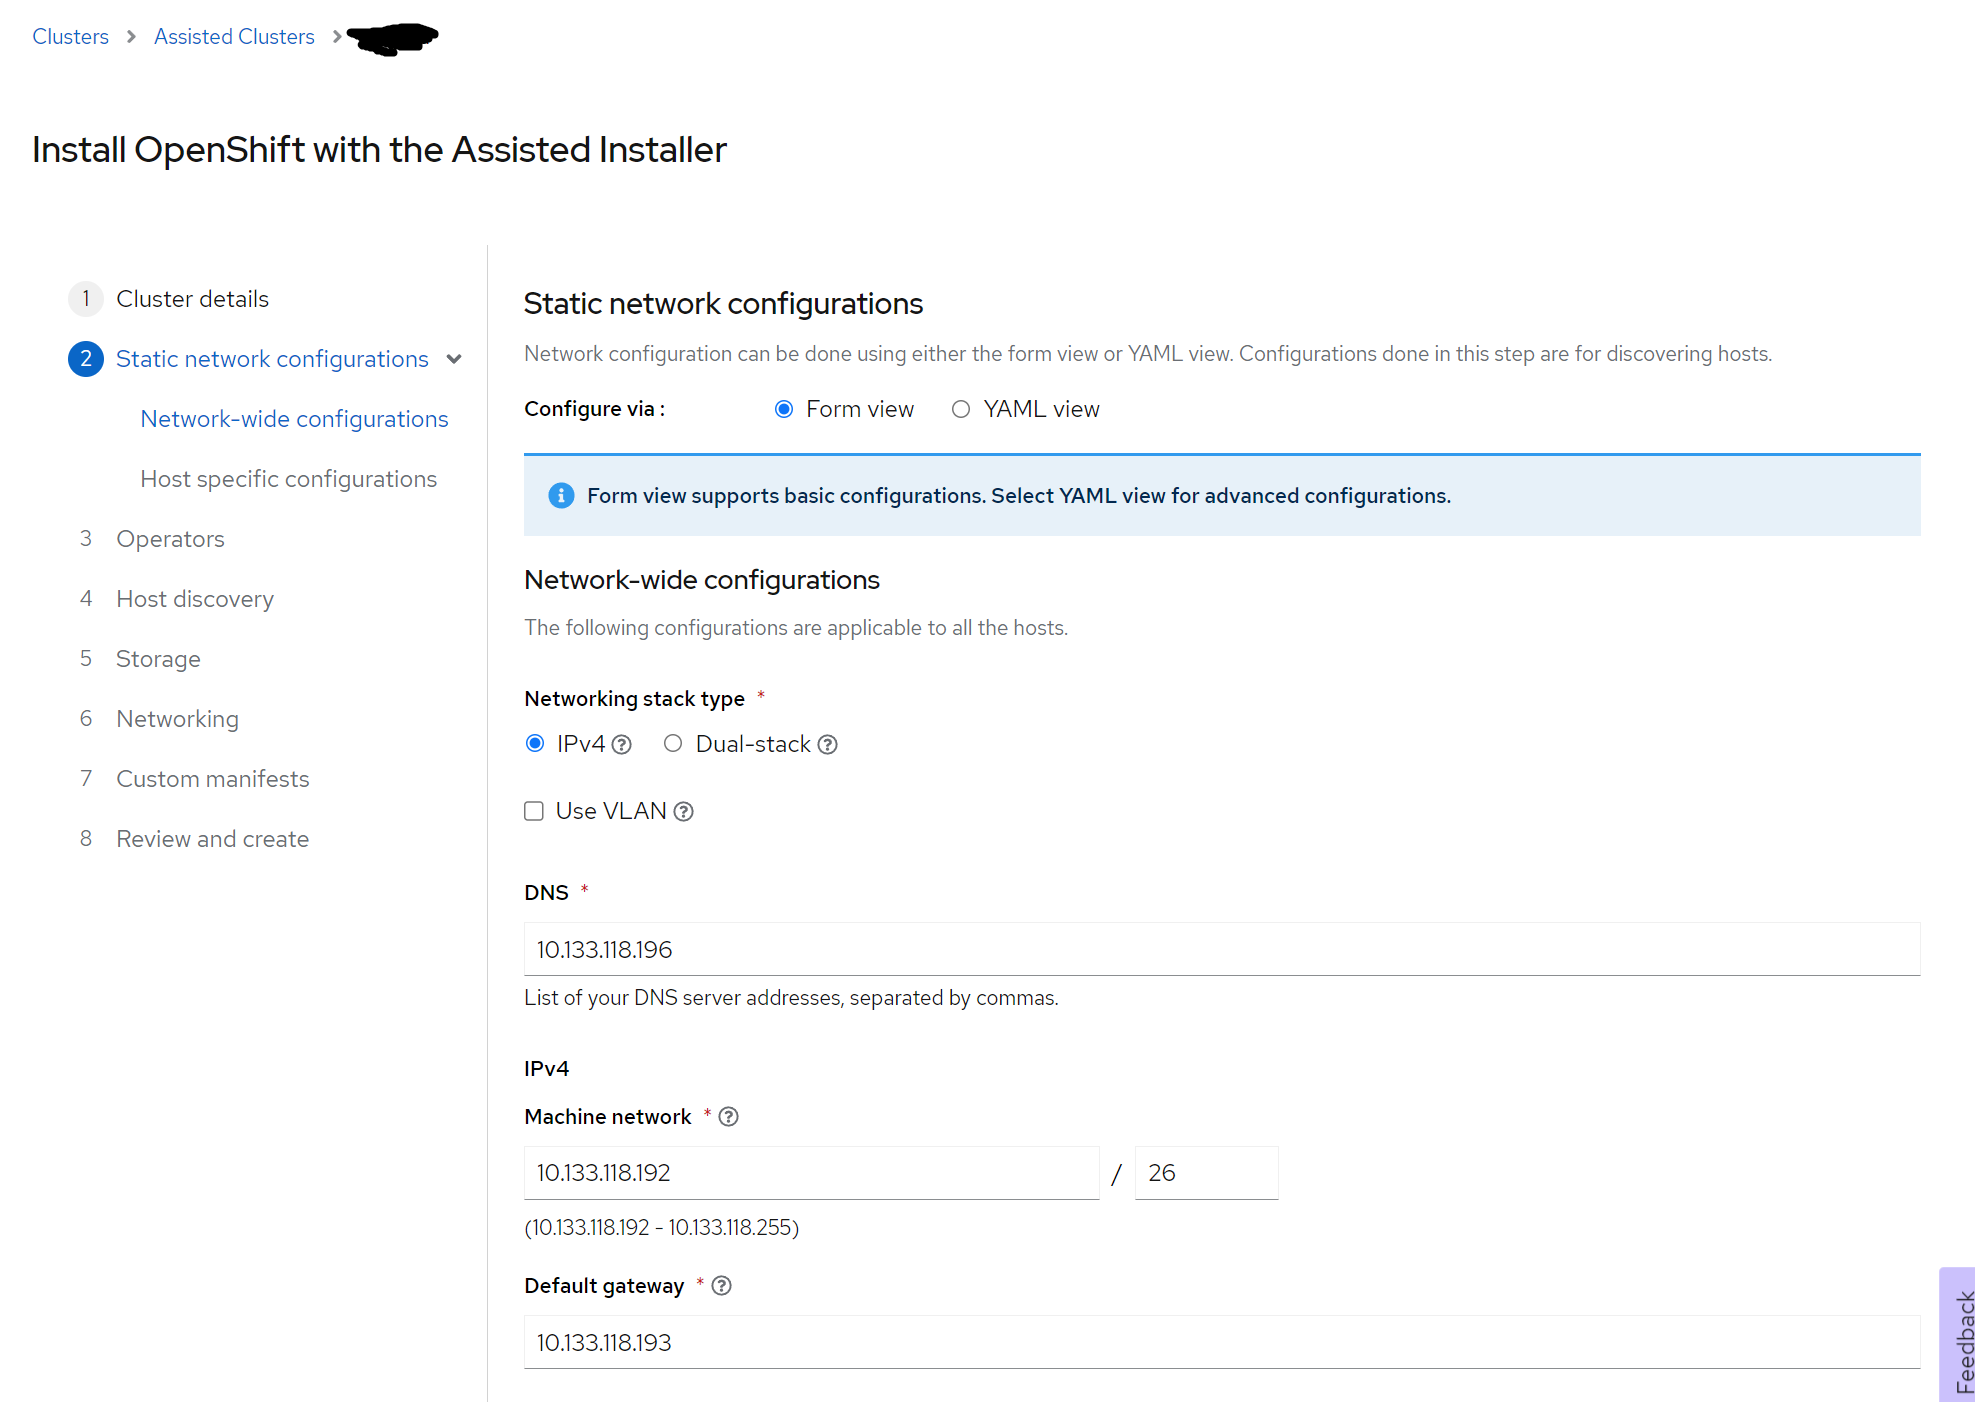 Clusters > Assisted Clusters >
Install OpenShift with the Assisted Installer
1 Cluster details
2 Static network configurations
Network-wide configurations
Host specific configurations
3 Operators
4 Host discovery
5 Storage
6 Networking
7 Custom manifests
8 Review and create
Static network configurations
Network configuration can be done using either the form view or YAML view. Configurations done in this step are for discovering hosts.
Configure via : Form view YAML view
Form view supports basic configurations. Select YAML view for advanced configurations.
Network-wide configurations
The following configurations are applicable to all the hosts.
Networking stack type *
IPv4 Dual-stack
Use VLAN
DNS *
10.133.118.196
List of your DNS server addresses, separated by commas.
IPv4
Machine network *
10.133.118.192 / 26
(10.133.118.192 - 10.133.118.255)
Default gateway *
10.133.118.193
Feedback